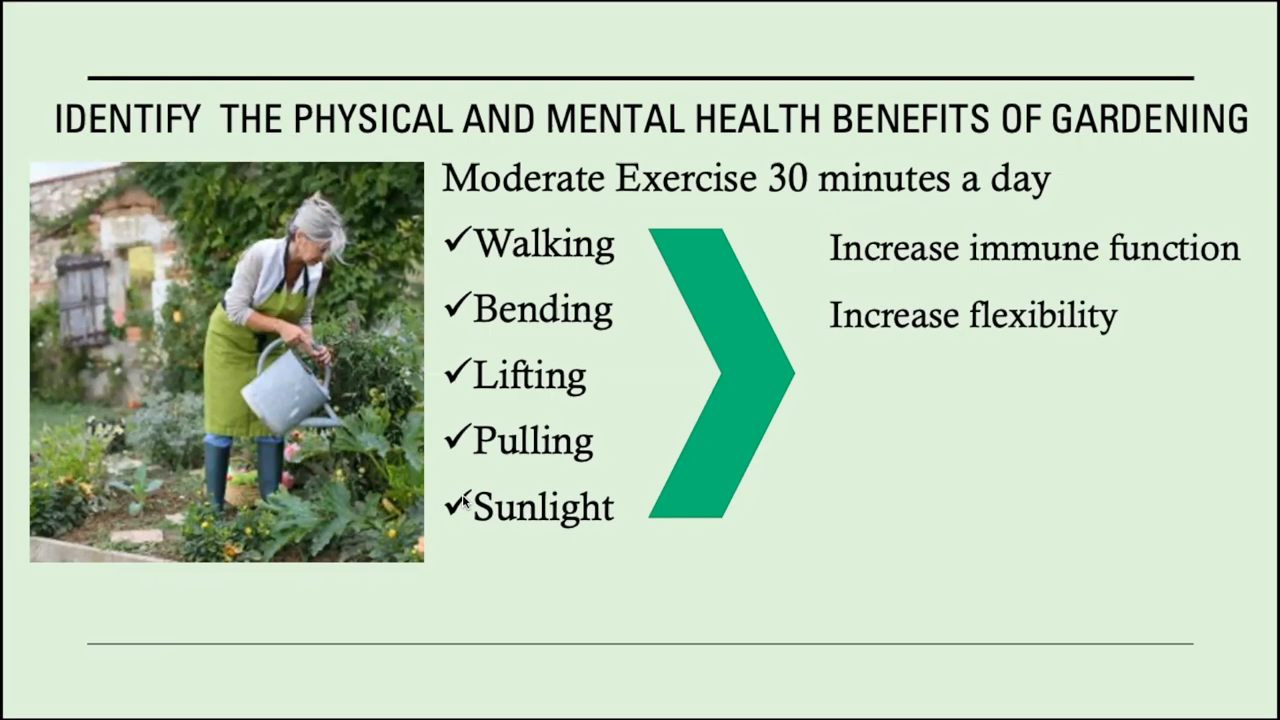 IDENTIFY THE PHYSICAL AND MENTAL HEALTH BENEFITS OF GARDENING
Moderate Exercise 30 minutes a day
✓Walking
✓Bending
✓Lifting
✓Pulling
✓Sunlight
Increase immune function
Increase flexibility